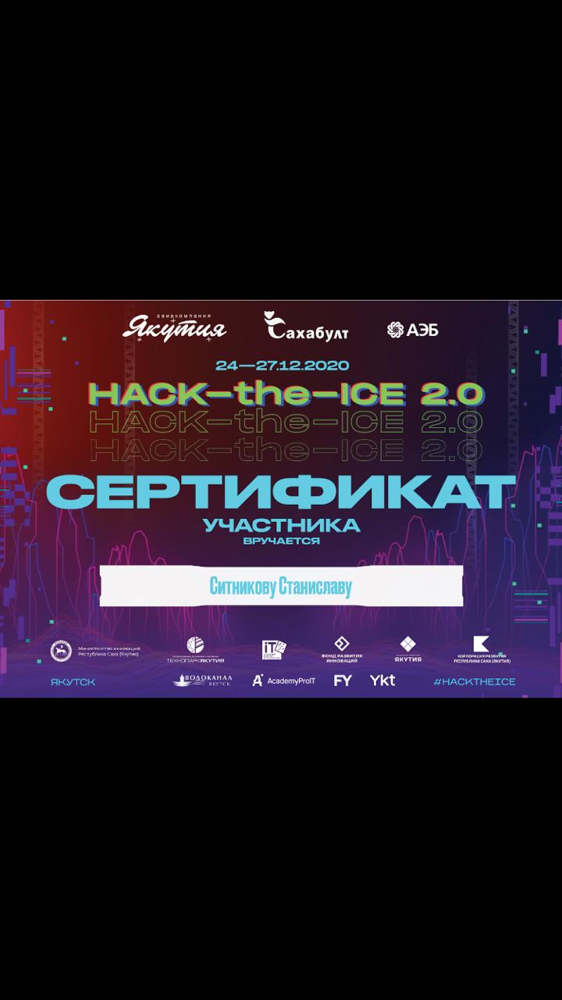 авиакомпания
Якутия
Сахабулт
АЭБ
24—27.12.2020
HACK—the—ICE 2.0
HACK—the—ICE 2.0
HACK—the—ICE 2.0
СЕРТИФИКАТ
УЧАСТНИКА
ВРУЧАЕТСЯ
Ситникову Станиславу
Министерство инноваций
Республика Саха (Якутия)
ТЕХНОПАРК ЯКУТИЯ
iT
ФОНД РАЗВИТИЯ
ИННОВАЦИЙ
ЯКУТИЯ
КОРПОРАЦИЯ РАЗВИТИЯ
РЕСПУБЛИКИ САХА (ЯКУТИЯ)
ЯКУТСК
ВОДОКАНАЛ
ЯКУТСК
AcademyProIT
FY
Ykt
#HACKTHEICE